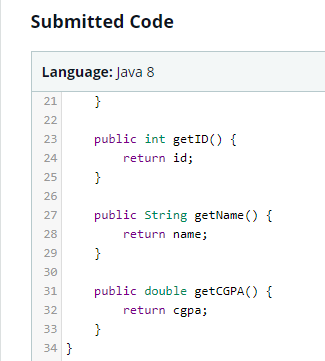 Submitted Code
Language: Java 8
21     }
22
23     public int getID() {
24         return id;
25     }
26
27     public String getName() {
28         return name;
29     }
30
31     public double getCGPA() {
32         return cgpa;
33     }
34 }